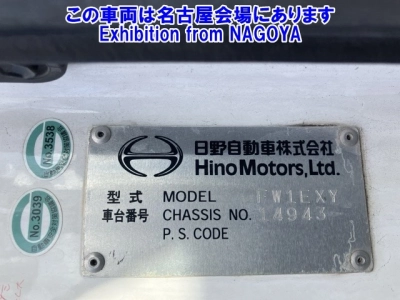 この車両は名古屋会場にあります
Exhibition from NAGOYA
日野自動車株式会社
Hino Motors, Ltd.
型式 MODEL FW1EXY
車台番号 CHASSIS NO. 14943
P. S. CODE
No.3538
No.3039